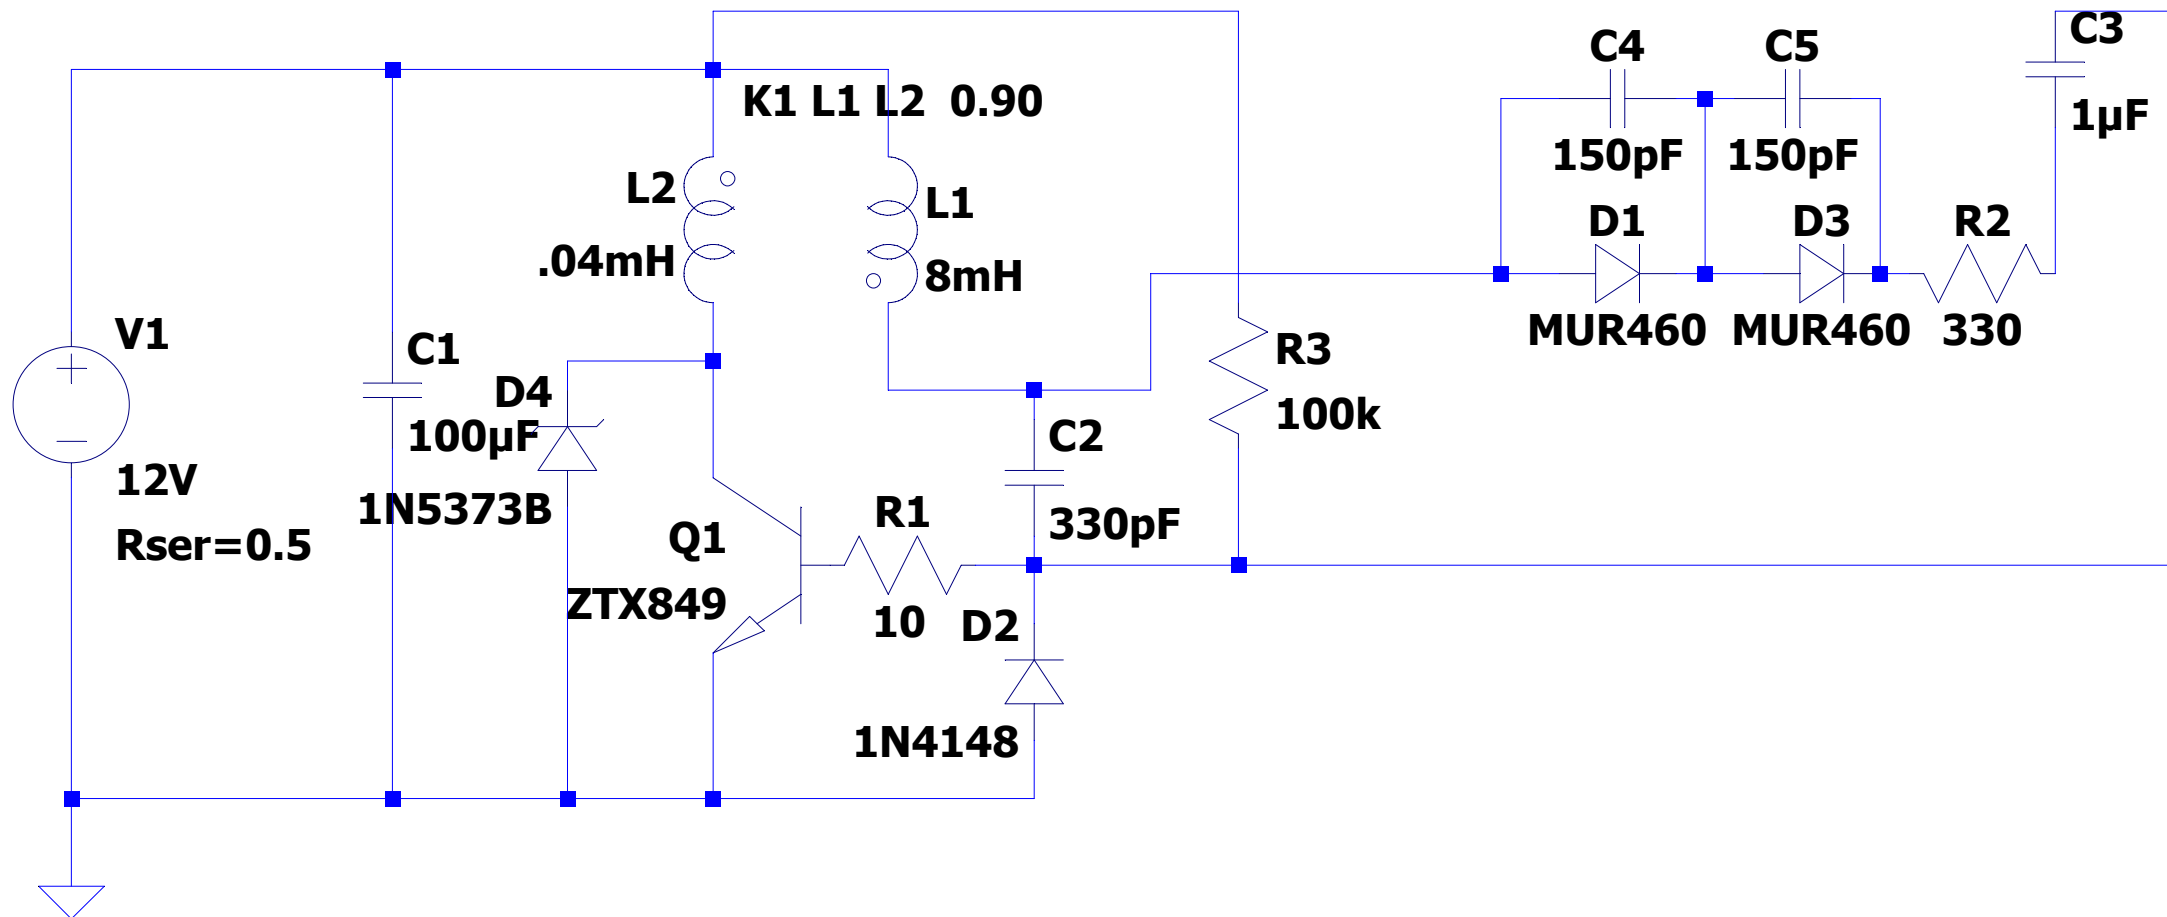 C3
C4
C5
1µF
K1 L1 L2  0.90
150pF
150pF
L2
L1
.04mH
8mH
D1
D3
R2
MUR460
MUR460
330
V1
C1
R3
D4
100µF
100k
C2
12V
1N5373B
R1
330pF
Rser=0.5
Q1
ZTX849
10
D2
1N4148